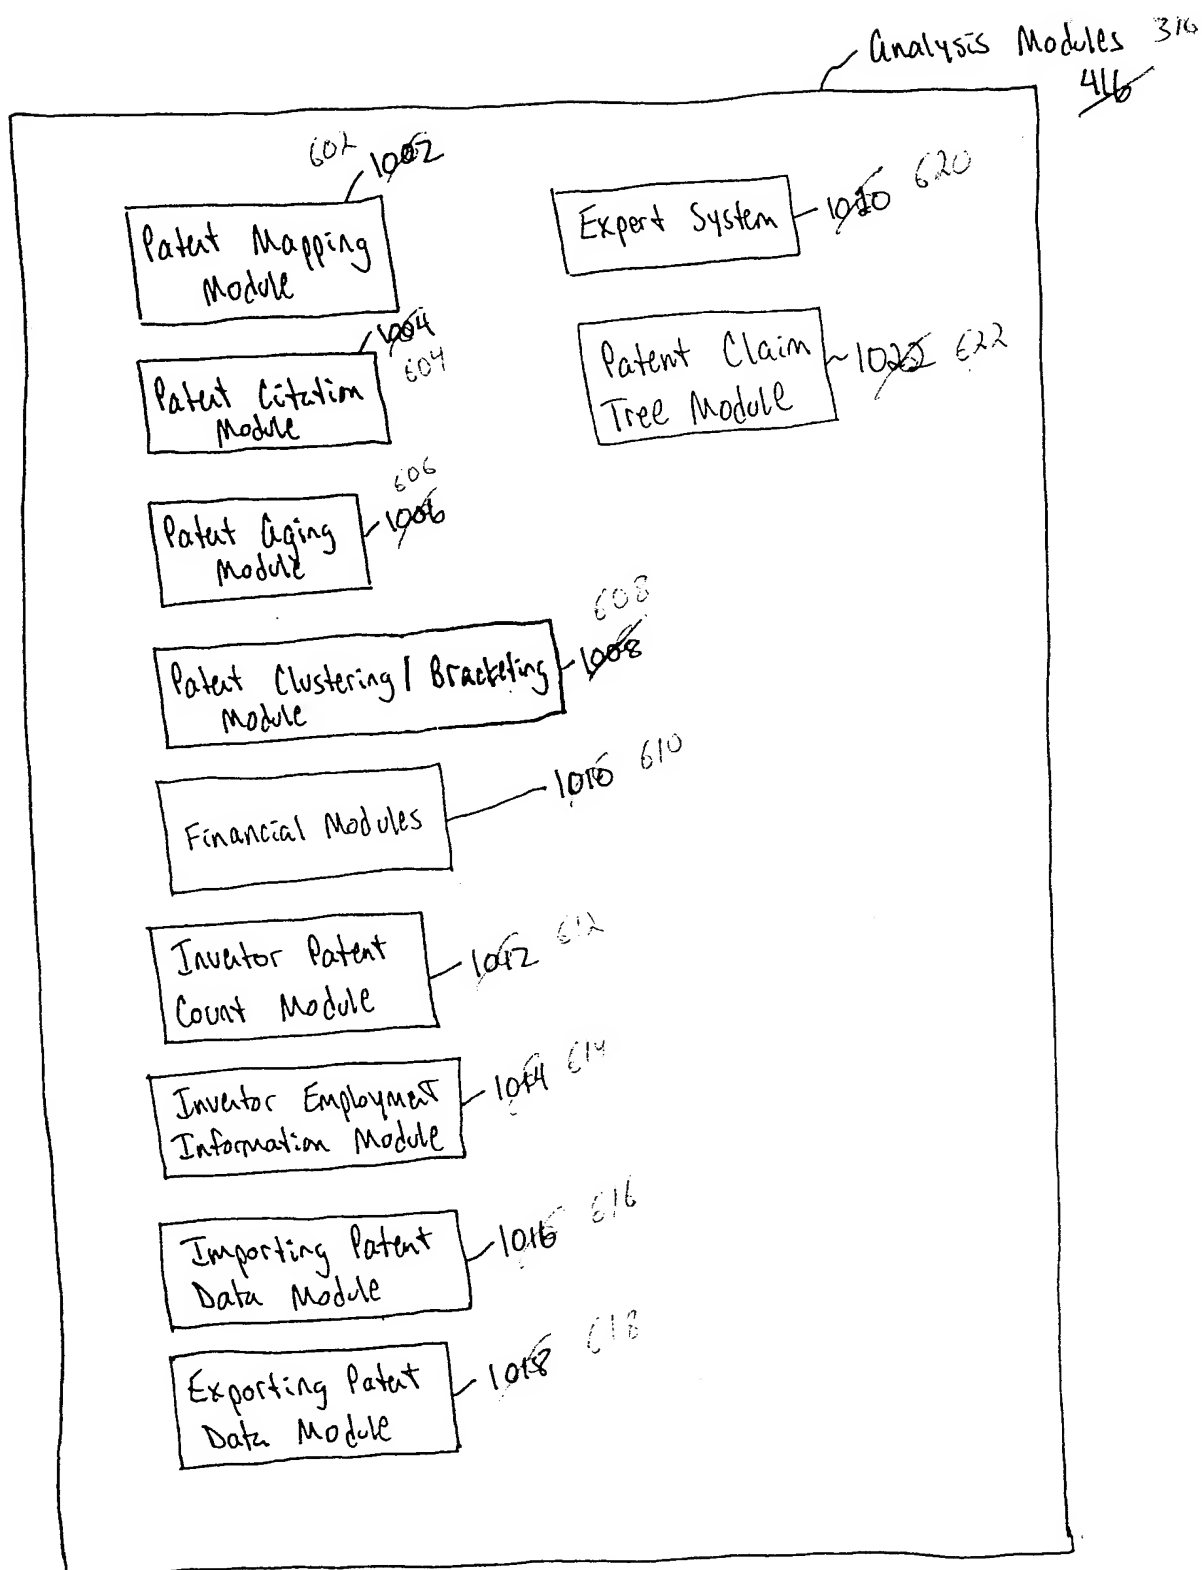 Analysis Modules 316
416
602 1002
Patent Mapping
Module
1004
604
Patent Citation
Module
606
1006
Patent Aging
Module
608
1008
Patent Clustering / Bracketing
Module
1010 610
Financial Modules
1012 612
Inventor Patent
Count Module
1014 614
Inventor Employment
Information Module
1016 616
Importing Patent
Data Module
1018 618
Exporting Patent
Data Module
Expert System
1020 620
Patent Claim
Tree Module
1022 622